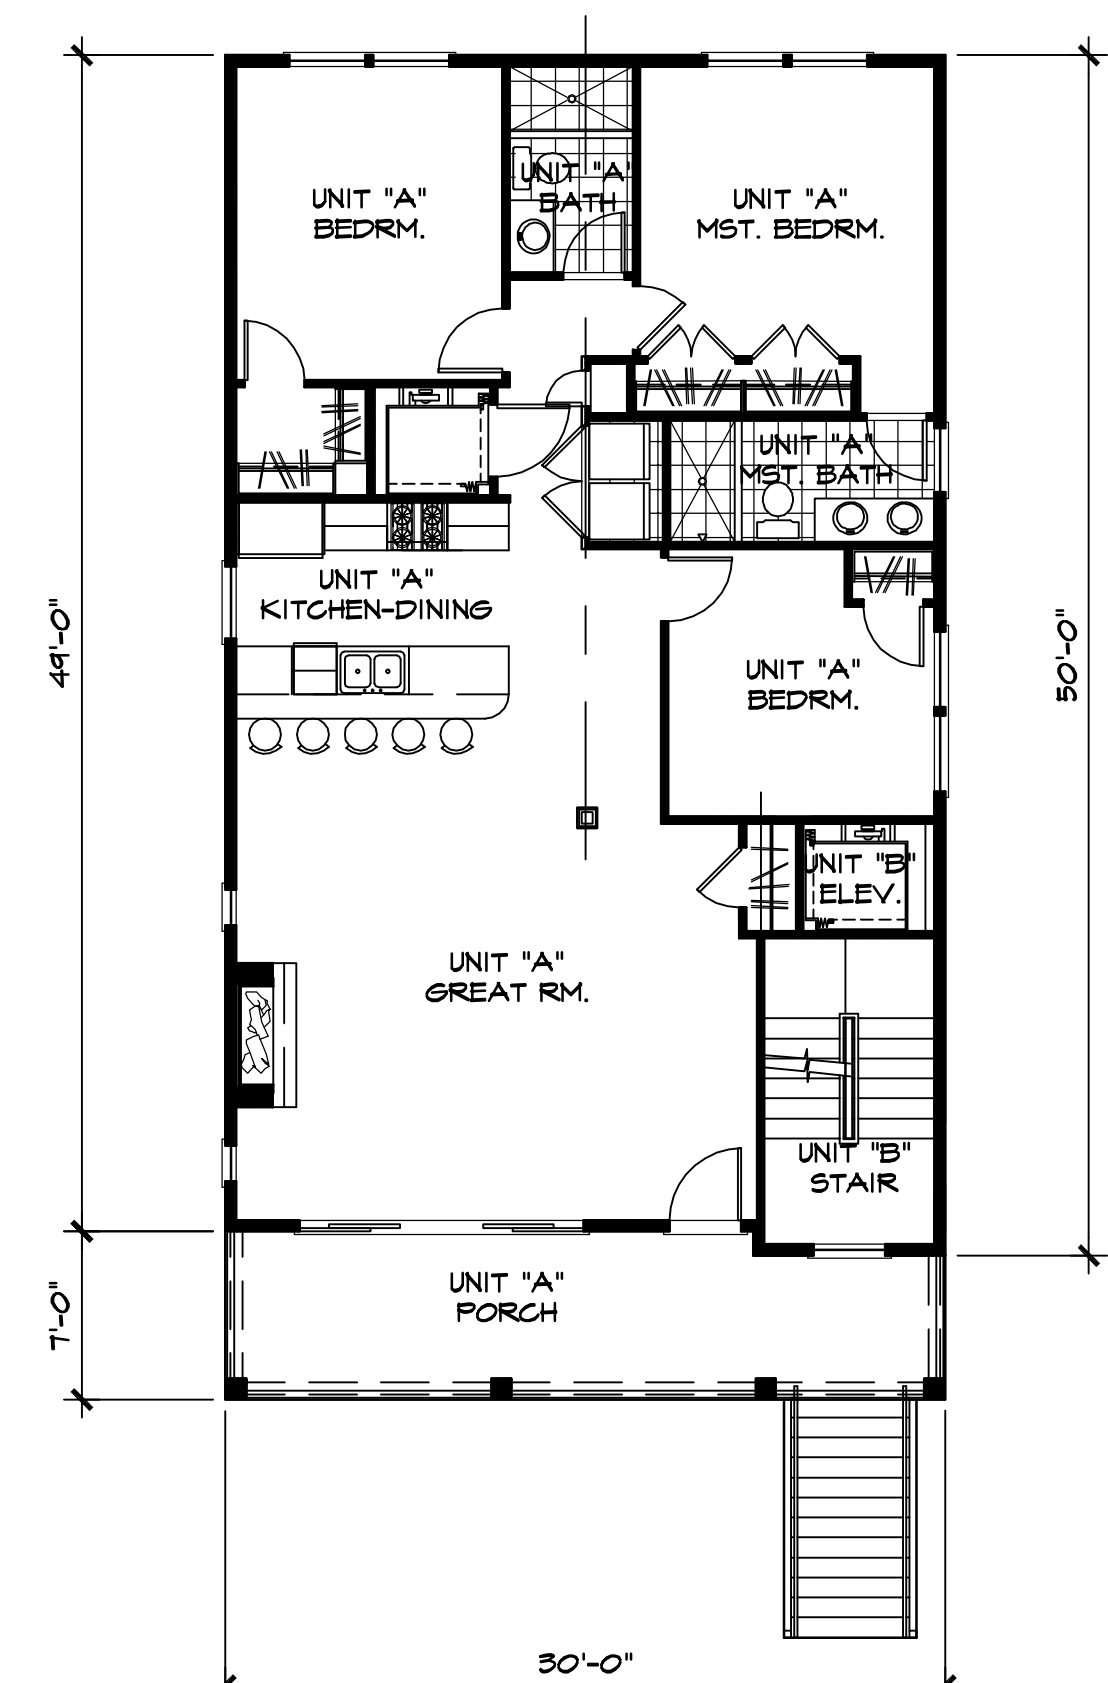 UNIT "A"
BEDRM.
UNIT "A"
BATH
UNIT "A"
MST. BEDRM.
UNIT "A"
MST. BATH
UNIT "A"
KITCHEN-DINING
49'-0"
50'-0"
UNIT "A"
BEDRM.
UNIT "B"
ELEV.
UNIT "A"
GREAT RM.
UNIT "B"
STAIR
UNIT "A"
PORCH
7'-0"
30'-0"